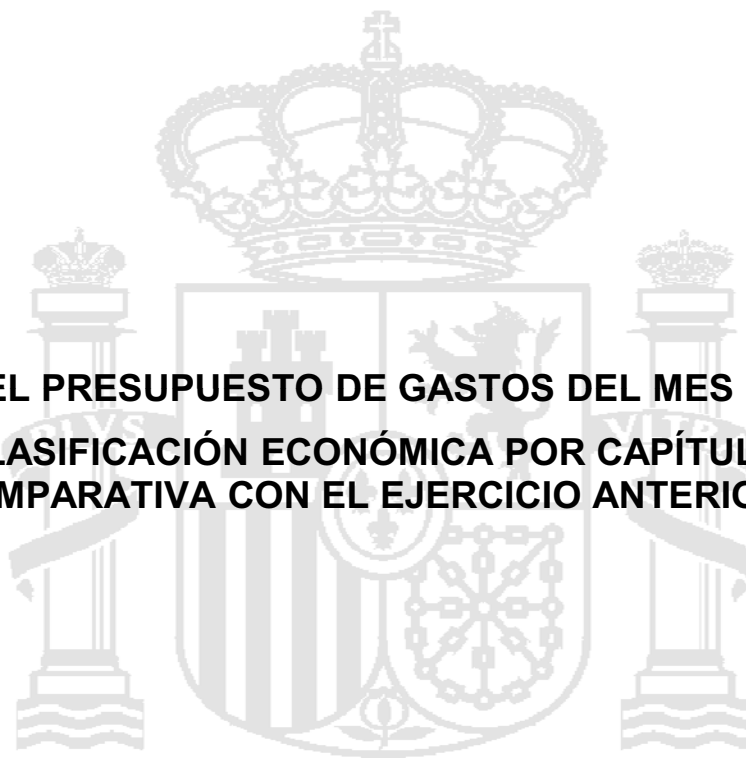 EL PRESUPUESTO DE GASTOS DEL MES
LASIFICACIÓN ECONÓMICA POR CAPÍTUL
MPARATIVA CON EL EJERCICIO ANTERIO